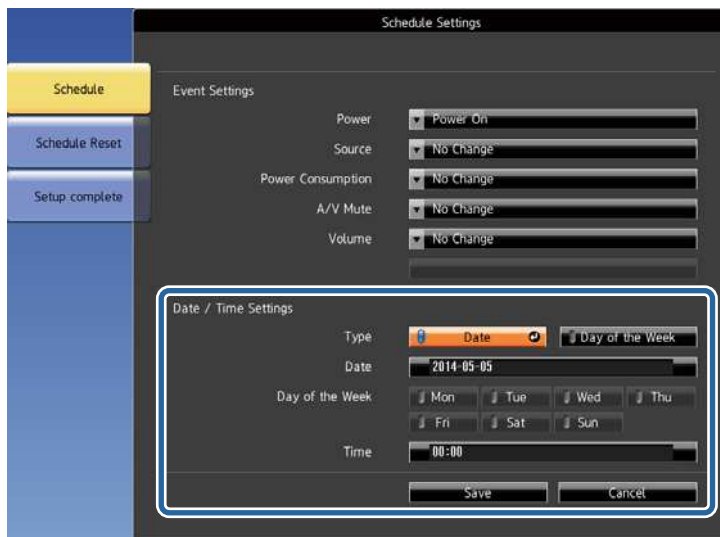 Schedule Settings
Schedule
Schedule Reset
Setup complete
Event Settings
Power Power On
Source No Change
Power Consumption No Change
A/V Mute No Change
Volume No Change
Date / Time Settings
Type Date Day of the Week
Date 2014-05-05
Day of the Week Mon Tue Wed Thu
Fri Sat Sun
Time 00:00
Save Cancel